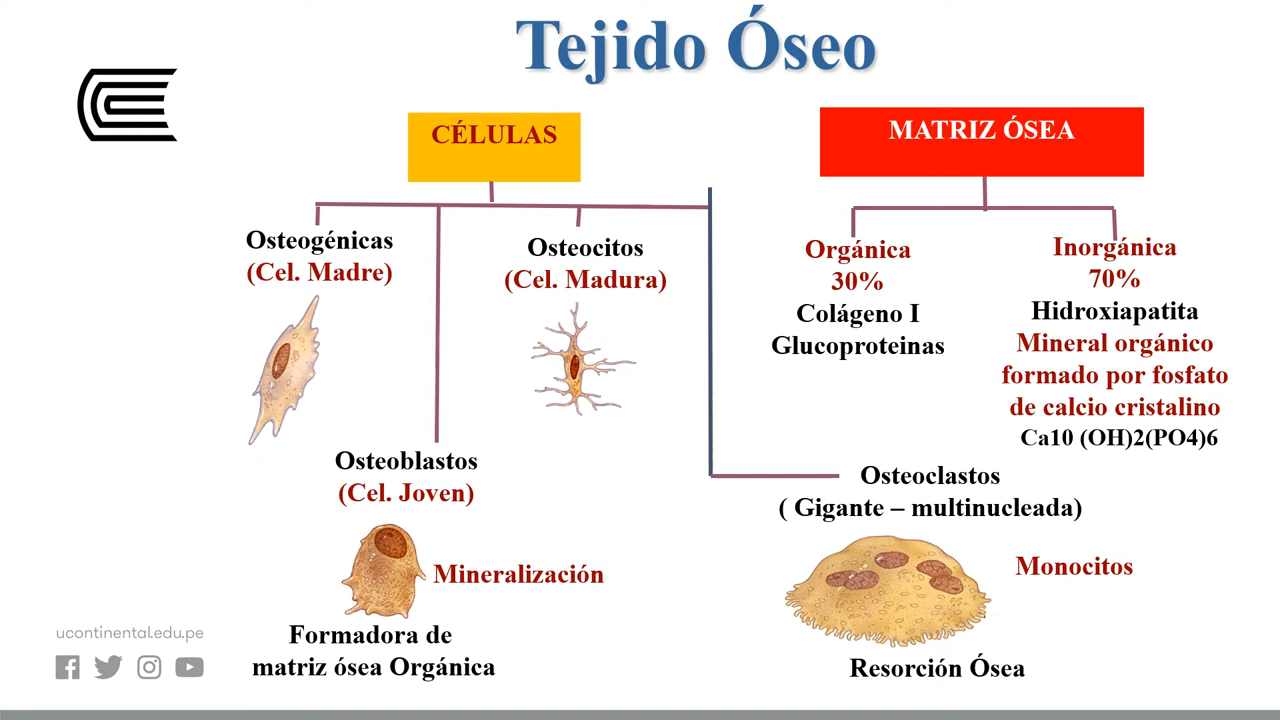 Tejido Óseo
CÉLULAS
MATRIZ ÓSEA
Osteogénicas
(Cel. Madre)
Osteocitos
(Cel. Madura)
Orgánica
30%
Colágeno I
Glucoproteinas
Inorgánica
70%
Hidroxiapatita
Mineral orgánico
formado por fosfato
de calcio cristalino
Ca10 (OH)2(PO4)6
Osteoblastos
(Cel. Joven)
Mineralización
Formadora de
matriz ósea Orgánica
Osteoclastos
( Gigante – multinucleada)
Monocitos
Resorción Ósea
ucontinental.edu.pe